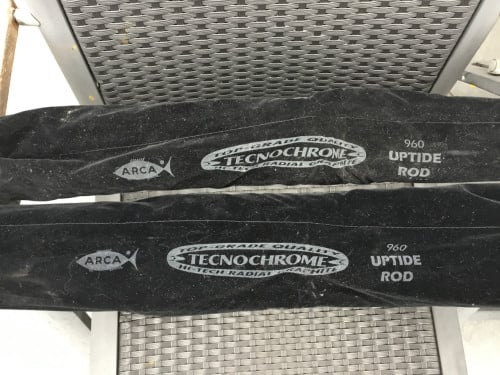 ARCA
TOP-GRADE QUALITY
TECNOCHROME
HI-TECH RADIAL GRAPHITE
960
UPTIDE
ROD
ARCA
TOP-GRADE QUALITY
TECNOCHROME
HI-TECH RADIAL GRAPHITE
960
UPTIDE
ROD